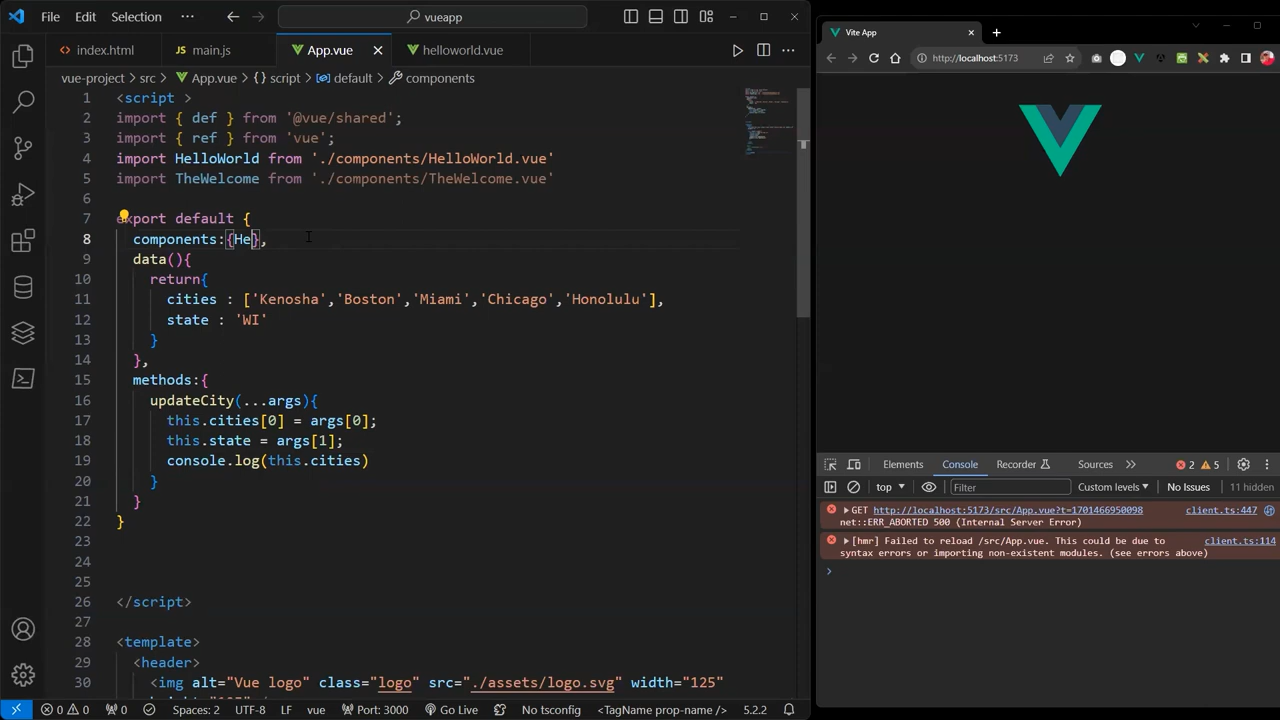 File Edit Selection ··· vueapp
index.html main.js App.vue helloworld.vue
vue-project > src > App.vue > {} script > default > components
1 <script >
2 import { def } from '@vue/shared';
3 import { ref } from 'vue';
4 import HelloWorld from './components/HelloWorld.vue'
5 import TheWelcome from './components/TheWelcome.vue'
6
7 export default {
8 components:{He},
9 data(){
10 return{
11 cities : ['Kenosha','Boston','Miami','Chicago','Honolulu'],
12 state : 'WI'
13 }
14 },
15 methods:{
16 updateCity(...args){
17 this.cities[0] = args[0];
18 this.state = args[1];
19 console.log(this.cities)
20 }
21 }
22 }
23
24
25
26 </script>
27
28 <template>
29 <header>
30 <img alt="Vue logo" class="logo" src="./assets/logo.svg" width="125"
0 0 0 Spaces: 2 UTF-8 LF vue Port: 3000 Go Live No tsconfig <TagName prop-name /> 5.2.2
Vite App
http://localhost:5173
Elements Console Recorder Sources >> 2 5
top Filter Custom levels No Issues 11 hidden
GET http://localhost:5173/src/App.vue?t=1701466950098 client.ts:447
net::ERR_ABORTED 500 (Internal Server Error)
[hmr] Failed to reload /src/App.vue. This could be due to client.ts:114
syntax errors or importing non-existent modules. (see errors above)